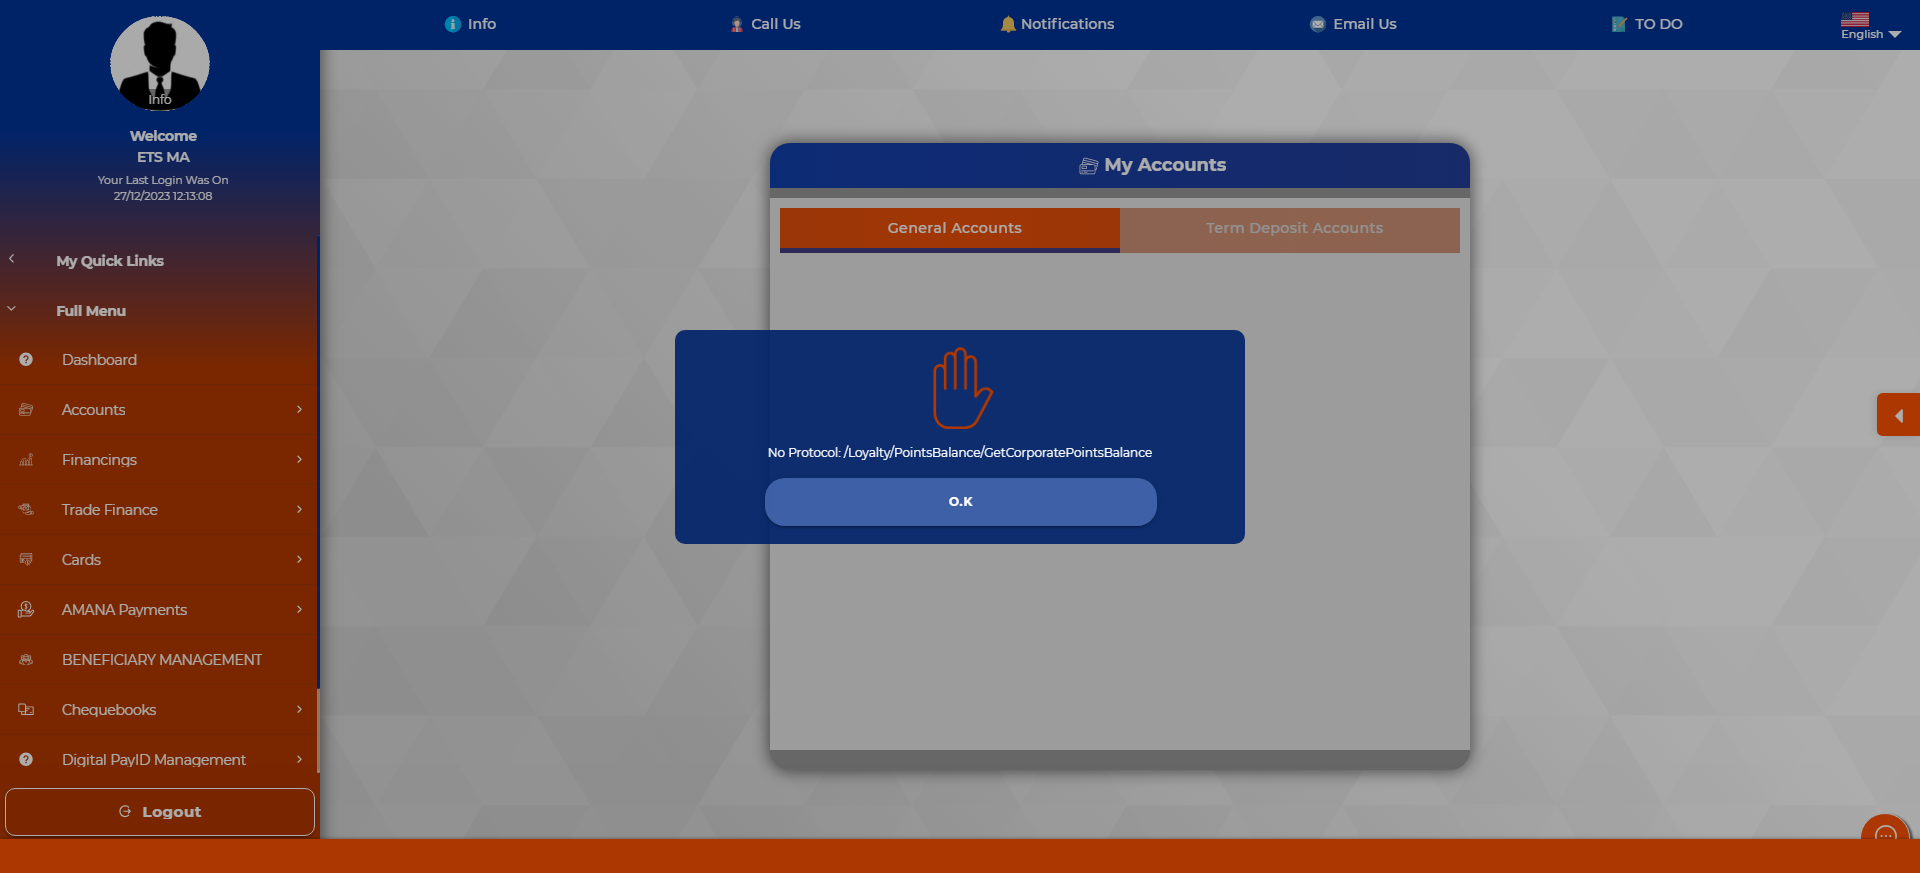 Info
Call Us
Notifications
Email Us
TO DO
English
Info
Welcome
ETS MA
Your Last Login Was On
27/12/2023 12:13:08
My Quick Links
Full Menu
Dashboard
Accounts
Financings
Trade Finance
Cards
AMANA Payments
BENEFICIARY MANAGEMENT
Chequebooks
Digital PayID Management
Logout
My Accounts
General Accounts
Term Deposit Accounts
No Protocol: /Loyalty/PointsBalance/GetCorporatePointsBalance
O.K